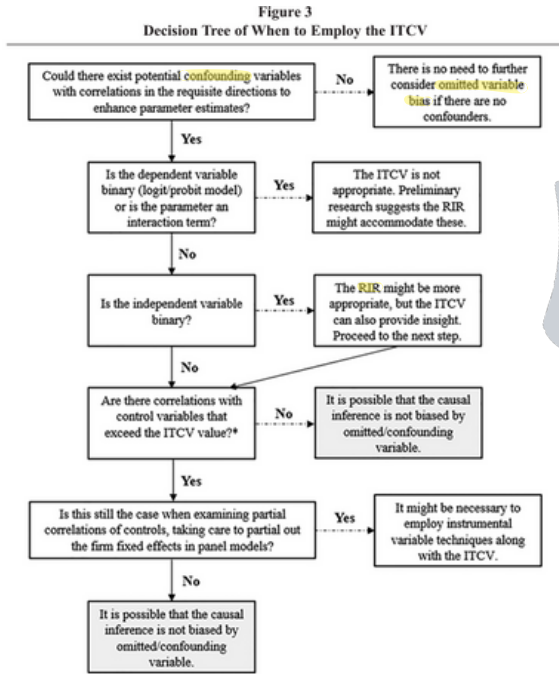 Figure 3
Decision Tree of When to Employ the ITCV
Could there exist potential confounding variables
with correlations in the requisite directions to
enhance parameter estimates?
No
There is no need to further
consider omitted variable
bias if there are no
confounders.
Yes
Is the dependent variable
binary (logit/probit model)
or is the parameter an
interaction term?
Yes
The ITCV is not
appropriate. Preliminary
research suggests the RIR
might accommodate these.
No
Is the independent variable
binary?
Yes
The RIR might be more
appropriate, but the ITCV
can also provide insight.
Proceed to the next step.
No
Are there correlations with
control variables that
exceed the ITCV value?*
No
It is possible that the causal
inference is not biased by
omitted/confounding
variable.
Yes
Is this still the case when examining partial
correlations of controls, taking care to partial out
the firm fixed effects in panel models?
Yes
It might be necessary to
employ instrumental
variable techniques along
with the ITCV.
No
It is possible that the causal
inference is not biased by
omitted/confounding
variable.